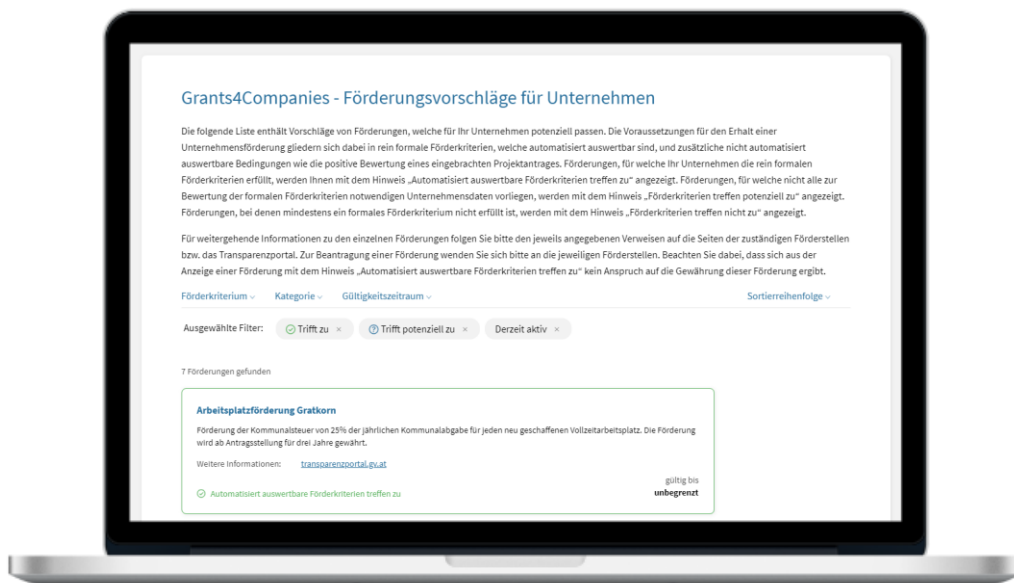 Grants4Companies - Förderungsvorschläge für Unternehmen
Die folgende Liste enthält Vorschläge von Förderungen, welche für Ihr Unternehmen potenziell passen. Die Voraussetzungen für den Erhalt einer
Unternehmensförderung gliedern sich dabei in rein formale Förderkriterien, welche automatisiert auswertbar sind, und zusätzliche nicht automatisiert
auswertbare Bedingungen wie die positive Bewertung eines eingebrachten Projektantrages. Förderungen, für welche Ihr Unternehmen die rein formalen
Förderkriterien erfüllt, werden Ihnen mit dem Hinweis „Automatisiert auswertbare Förderkriterien treffen zu“ angezeigt. Förderungen, für welche nicht alle zur
Bewertung der formalen Förderkriterien notwendigen Unternehmensdaten vorliegen, werden mit dem Hinweis „Förderkriterien treffen potenziell zu“ angezeigt.
Förderungen, bei denen mindestens ein formales Förderkriterium nicht erfüllt ist, werden mit dem Hinweis „Förderkriterien treffen nicht zu“ angezeigt.
Für weitergehende Informationen zu den einzelnen Förderungen folgen Sie bitte den jeweils angegebenen Verweisen auf die Seiten der zuständigen Förderstellen
bzw. das Transparenzportal. Zur Beantragung einer Förderung wenden Sie sich bitte an die jeweiligen Förderstellen. Beachten Sie dabei, dass sich aus der
Anzeige einer Förderung mit dem Hinweis „Automatisiert auswertbare Förderkriterien treffen zu“ kein Anspruch auf die Gewährung dieser Förderung ergibt.
Förderkriterium Kategorie Gültigkeitszeitraum Sortierreihenfolge
Ausgewählte Filter: Trifft zu × Trifft potenziell zu × Derzeit aktiv ×
7 Förderungen gefunden
Arbeitsplatzförderung Gratkorn
Förderung der Kommunalsteuer von 25% der jährlichen Kommunalabgabe für jeden neu geschaffenen Vollzeitarbeitsplatz. Die Förderung
wird ab Antragsstellung für drei Jahre gewährt.
Weitere Informationen: transparenzportal.gv.at
gültig bis
Automatisiert auswertbare Förderkriterien treffen zu unbegrenzt